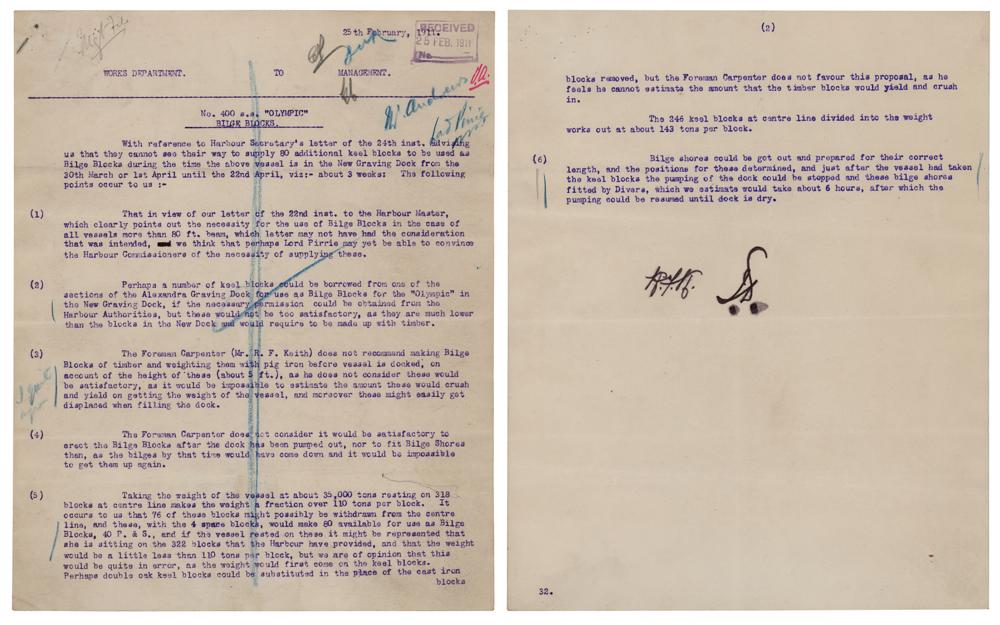 25th February, 1911.
RECEIVED
25 FEB. 1911
No
WORKS DEPARTMENT. TO MANAGEMENT.
Mr Andrews
No. 400 s.s. "OLYMPIC"
BILGE BLOCKS.
With reference to Harbour Secretary's letter of the 24th inst. Advising
us that they cannot see their way to supply 80 additional keel blocks to be used as
Bilge Blocks during the time the above vessel is in the New Graving Dock from the
30th March or 1st April until the 22nd April, viz:- about 3 weeks: The following
points occur to us :-
(1) That in view of our letter of the 22nd inst. to the Harbour Master,
which clearly points out the necessity for the use of Bilge Blocks in the case of
all vessels more than 80 ft. beam, which letter may not have had the consideration
that was intended, and we think that perhaps Lord Pirrie may yet be able to convince
the Harbour Commissioners of the necessity of supplying these.
(2) Perhaps a number of keel blocks could be borrowed from one of the
sections of the Alexandra Graving Dock for use as Bilge Blocks for the "Olympic" in
the New Graving Dock, if the necessary permission could be obtained from the
Harbour Authorities, but these would not be too satisfactory, as they are much lower
than the blocks in the New Dock and would require to be made up with timber.
(3) The Foreman Carpenter (Mr. R. F. Keith) does not recommend making Bilge
Blocks of timber and weighting them with pig iron before vessel is docked, on
account of the height of these (about 5 ft.), as he does not consider these would
be satisfactory, as it would be impossible to estimate the amount these would crush
and yield on getting the weight of the vessel, and moreover these might easily get
displaced when filling the dock.
I quite agree
(4) The Foreman Carpenter does not consider it would be satisfactory to
erect the Bilge Blocks after the dock has been pumped out, nor to fit Bilge Shores
than, as the bilges by that time would have come down and it would be impossible
to get them up again.
(5) Taking the weight of the vessel at about 35,000 tons resting on 318
blocks at centre line makes the weight a fraction over 110 tons per block. It
occurs to us that 76 of these blocks might possibly be withdrawn from the centre
line, and these, with the 4 spare blocks, would make 80 available for use as Bilge
Blocks, 40 P. & S., and if the vessel rested on these it might be represented that
she is sitting on the 322 blocks that the Harbour have provided, and that the weight
would be a little less than 110 tons per block, but we are of opinion that this
would be quite in error, as the weight would first come on the keel blocks.
Perhaps double oak keel blocks could be substituted in the place of the cast iron
blocks
(2)
blocks removed, but the Foreman Carpenter does not favour this proposal, as he
feels he cannot estimate the amount that the timber blocks would yield and crush
in.
The 246 keel blocks at centre line divided into the weight
works out at about 143 tons per block.
(6) Bilge shores could be got out and prepared for their correct
length, and the positions for these determined, and just after the vessel had taken
the keel blocks the pumping of the dock could be stopped and these bilge shores
fitted by Divers, which we estimate would take about 6 hours, after which the
pumping could be resumed until dock is dry.
32.